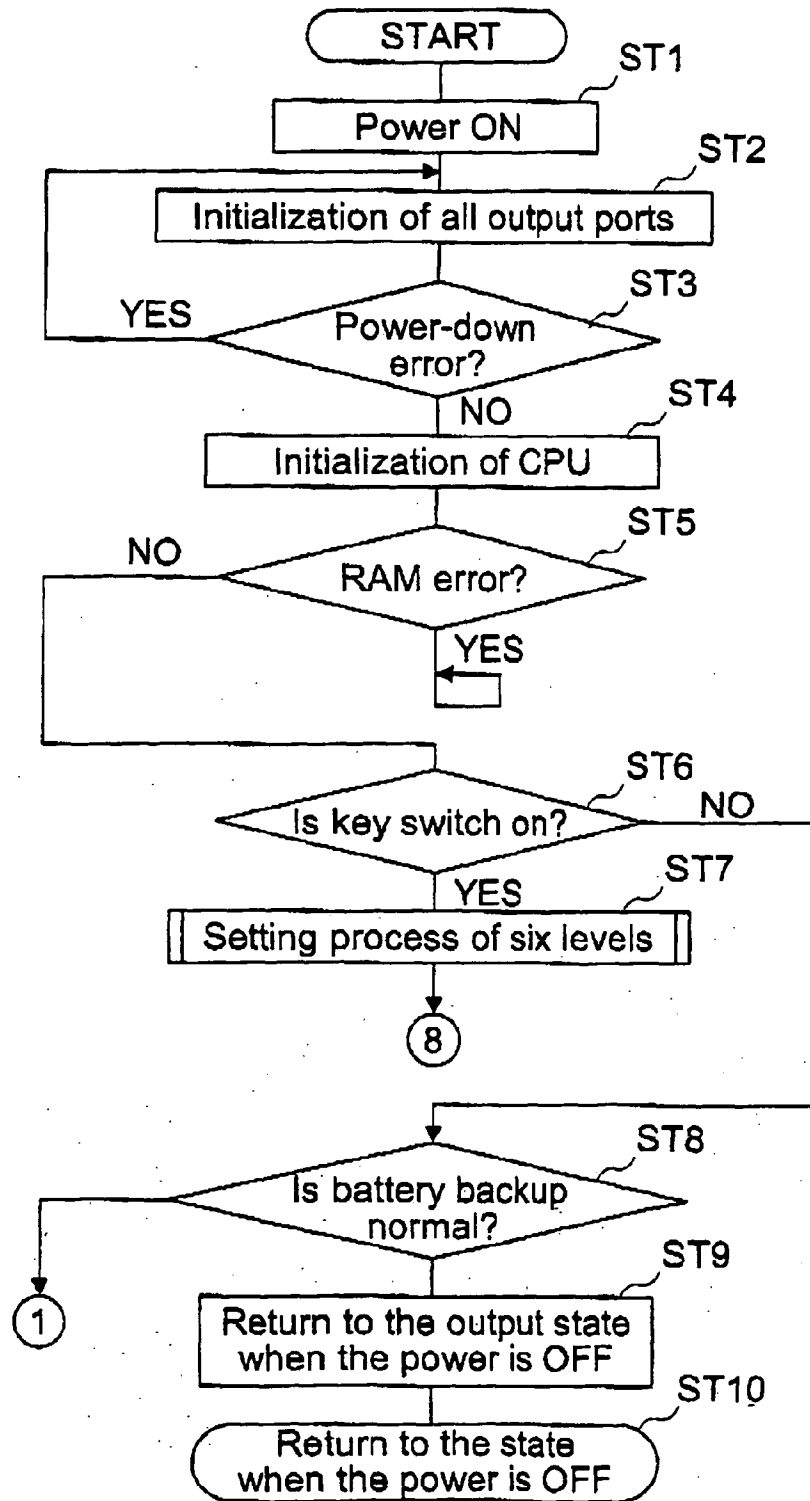 START
ST1
Power ON
ST2
Initialization of all output ports
ST3
YES
Power-down
error?
NO
ST4
Initialization of CPU
ST5
NO
RAM error?
YES
ST6
Is key switch on?
NO
YES
ST7
Setting process of six levels
8
ST8
Is battery backup
normal?
ST9
1
Return to the output state
when the power is OFF
ST10
Return to the state
when the power is OFF